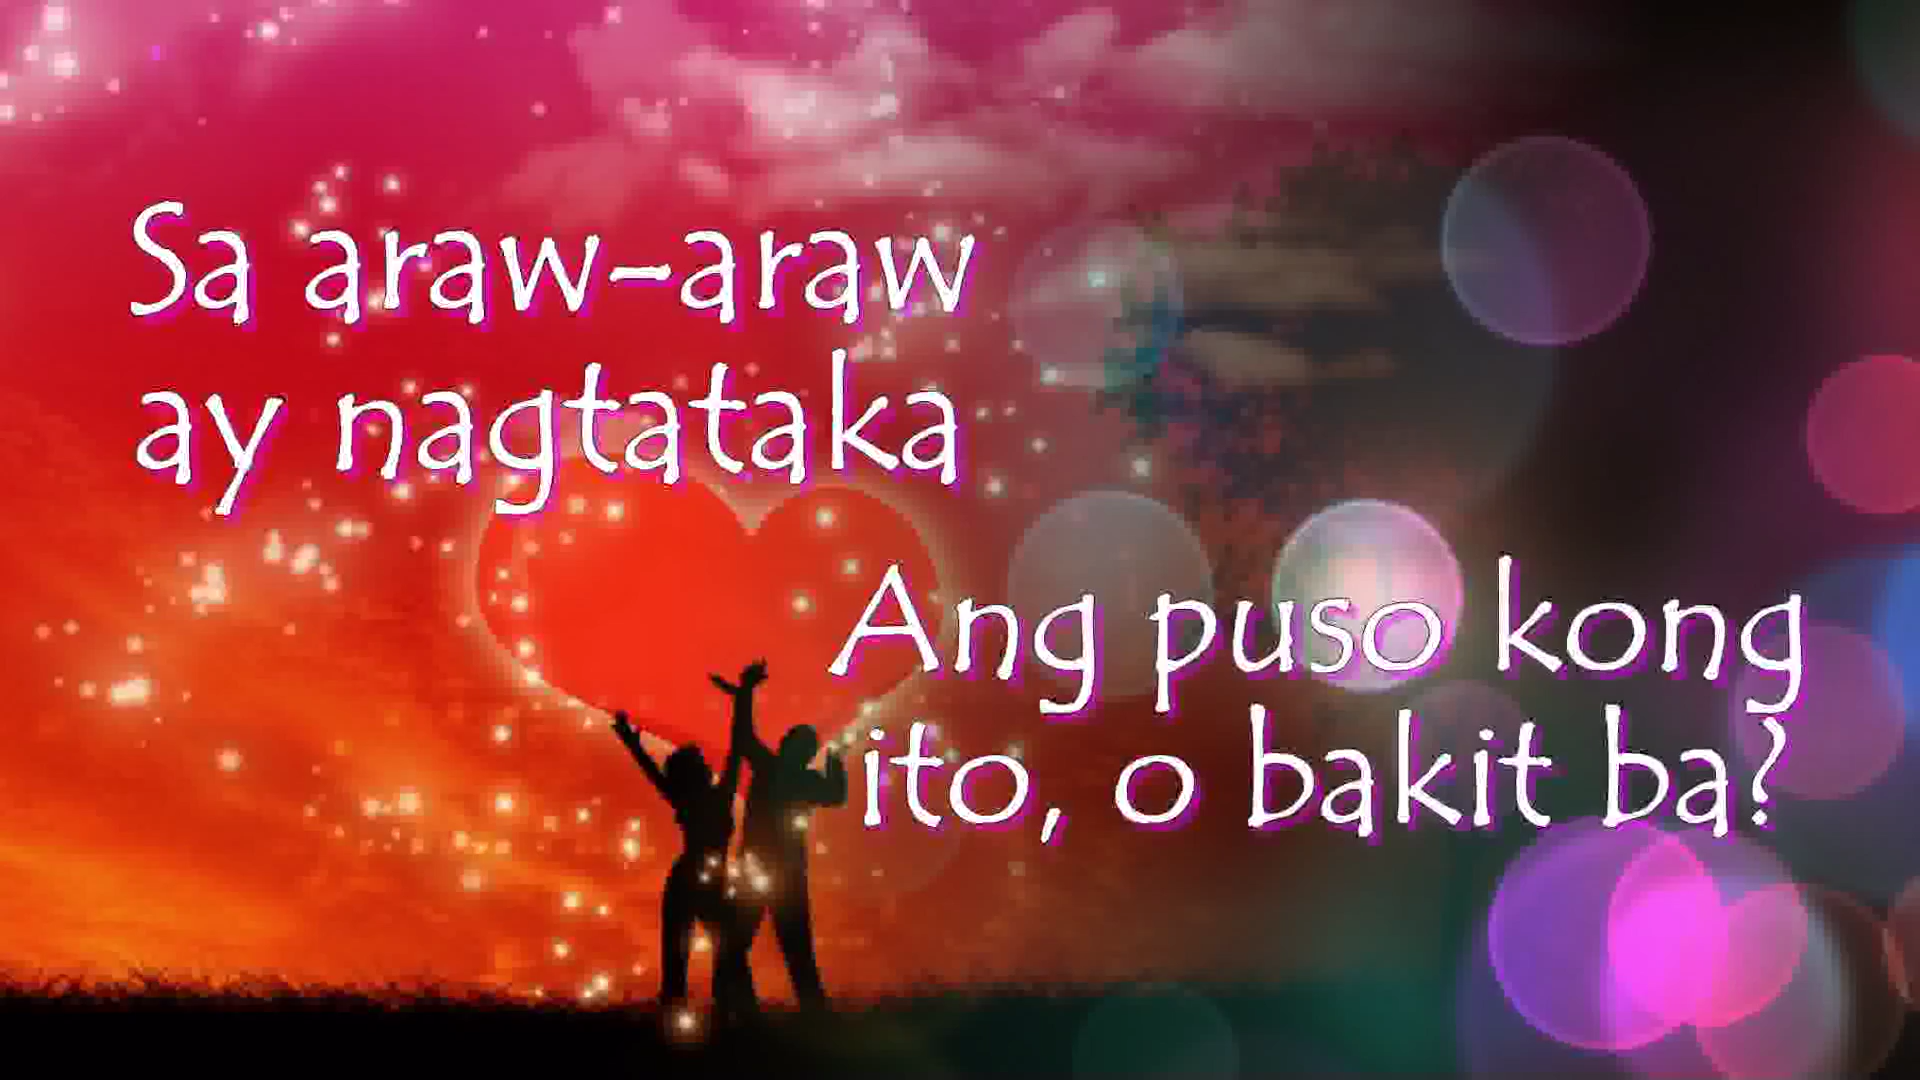 Sa araw-araw
ay nagtataka
Ang puso kong
ito, o bakit ba?